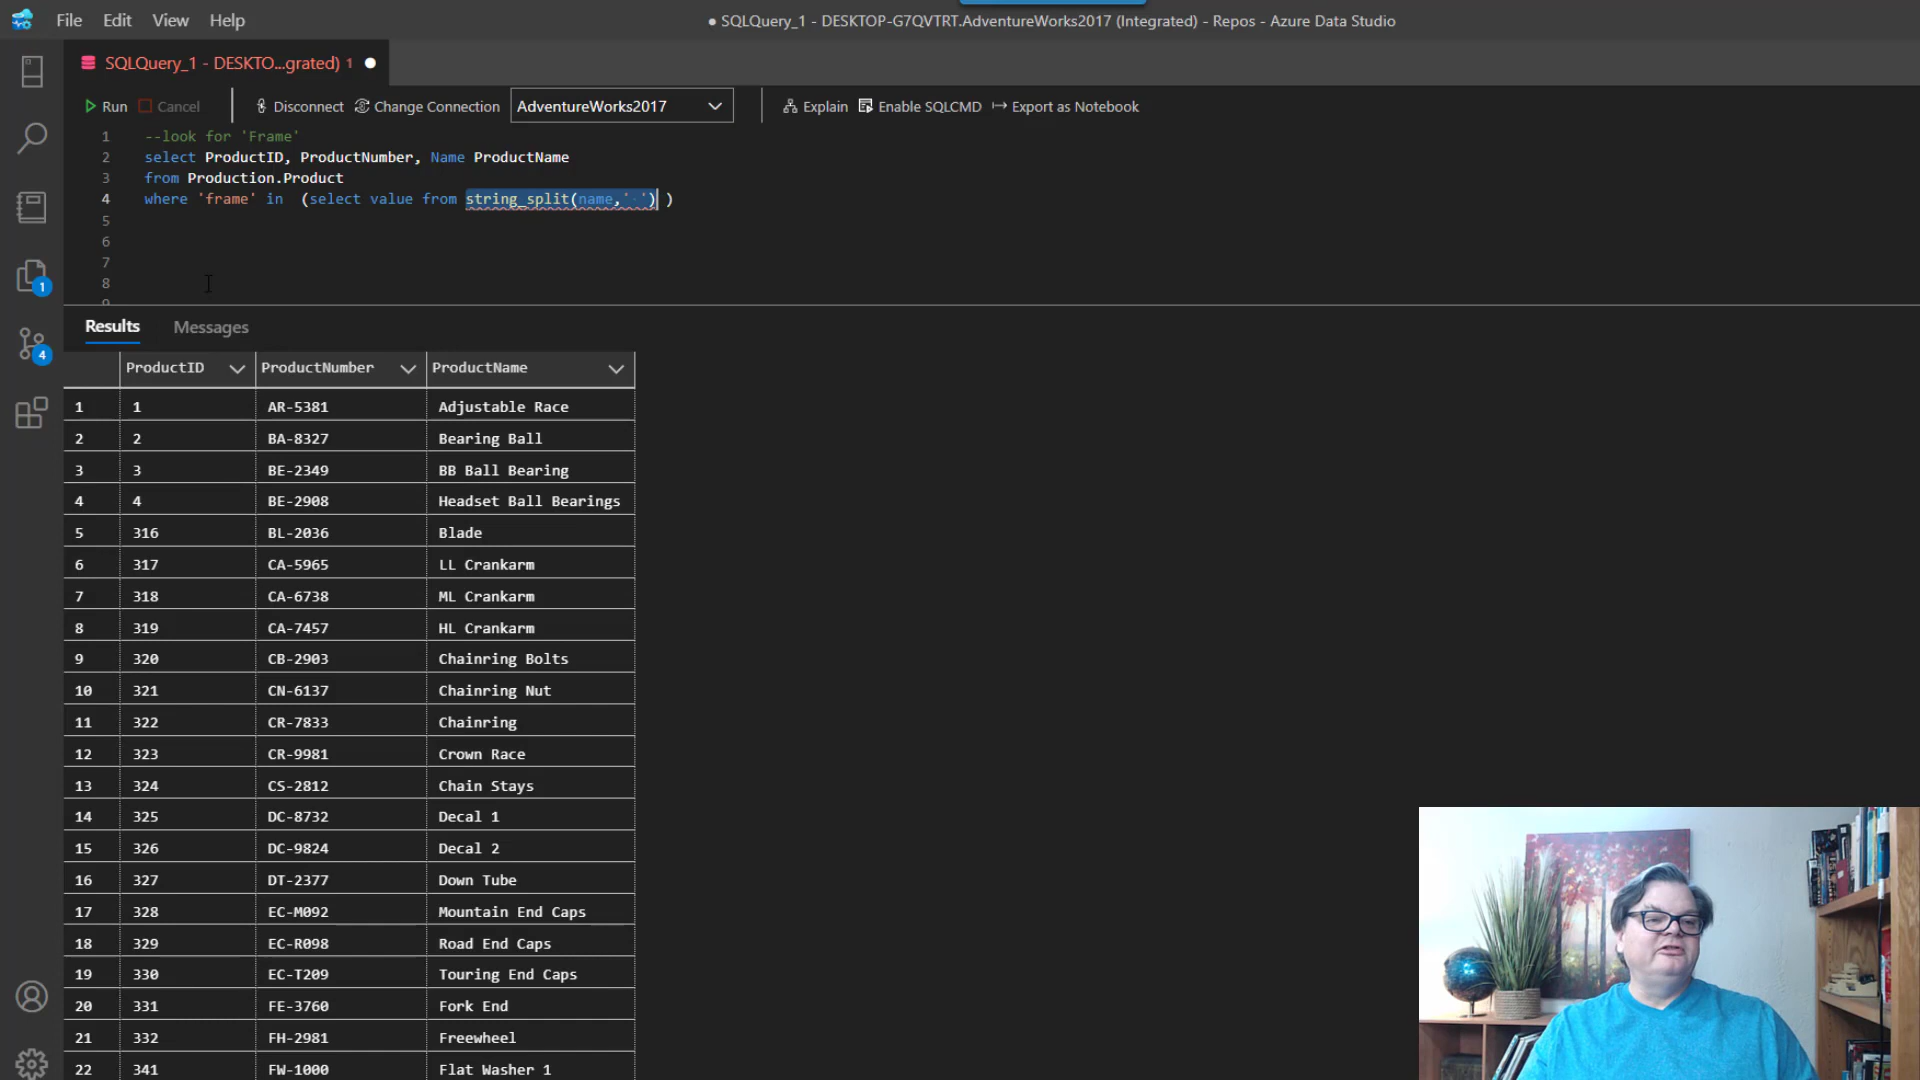 File Edit View Help
● SQLQuery_1 - DESKTOP-G7QVTRT.AdventureWorks2017 (Integrated) - Repos - Azure Data Studio
SQLQuery_1 - DESKTO...grated) 1 ●
Run Cancel Disconnect Change Connection AdventureWorks2017 Explain Enable SQLCMD Export as Notebook
1 --look for 'Frame'
2 select ProductID, ProductNumber, Name ProductName
3 from Production.Product
4 where 'frame' in (select value from string_split(name,' ') )
5
6
7
8
9
1
4
Results Messages
ProductID ProductNumber ProductName
1 1 AR-5381 Adjustable Race
2 2 BA-8327 Bearing Ball
3 3 BE-2349 BB Ball Bearing
4 4 BE-2908 Headset Ball Bearings
5 316 BL-2036 Blade
6 317 CA-5965 LL Crankarm
7 318 CA-6738 ML Crankarm
8 319 CA-7457 HL Crankarm
9 320 CB-2903 Chainring Bolts
10 321 CN-6137 Chainring Nut
11 322 CR-7833 Chainring
12 323 CR-9981 Crown Race
13 324 CS-2812 Chain Stays
14 325 DC-8732 Decal 1
15 326 DC-9824 Decal 2
16 327 DT-2377 Down Tube
17 328 EC-M092 Mountain End Caps
18 329 EC-R098 Road End Caps
19 330 EC-T209 Touring End Caps
20 331 FE-3760 Fork End
21 332 FH-2981 Freewheel
22 341 FW-1000 Flat Washer 1